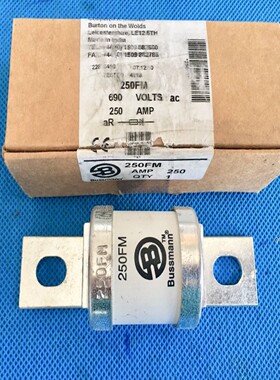 Burton on the Wolds
Leicestershire, LE12 5TH
Made in India
250FM
690 VOLTS ac
250 AMP
aR
250FM
AMP 250
QTY 1
Bussmann
TM
250FM
250FM